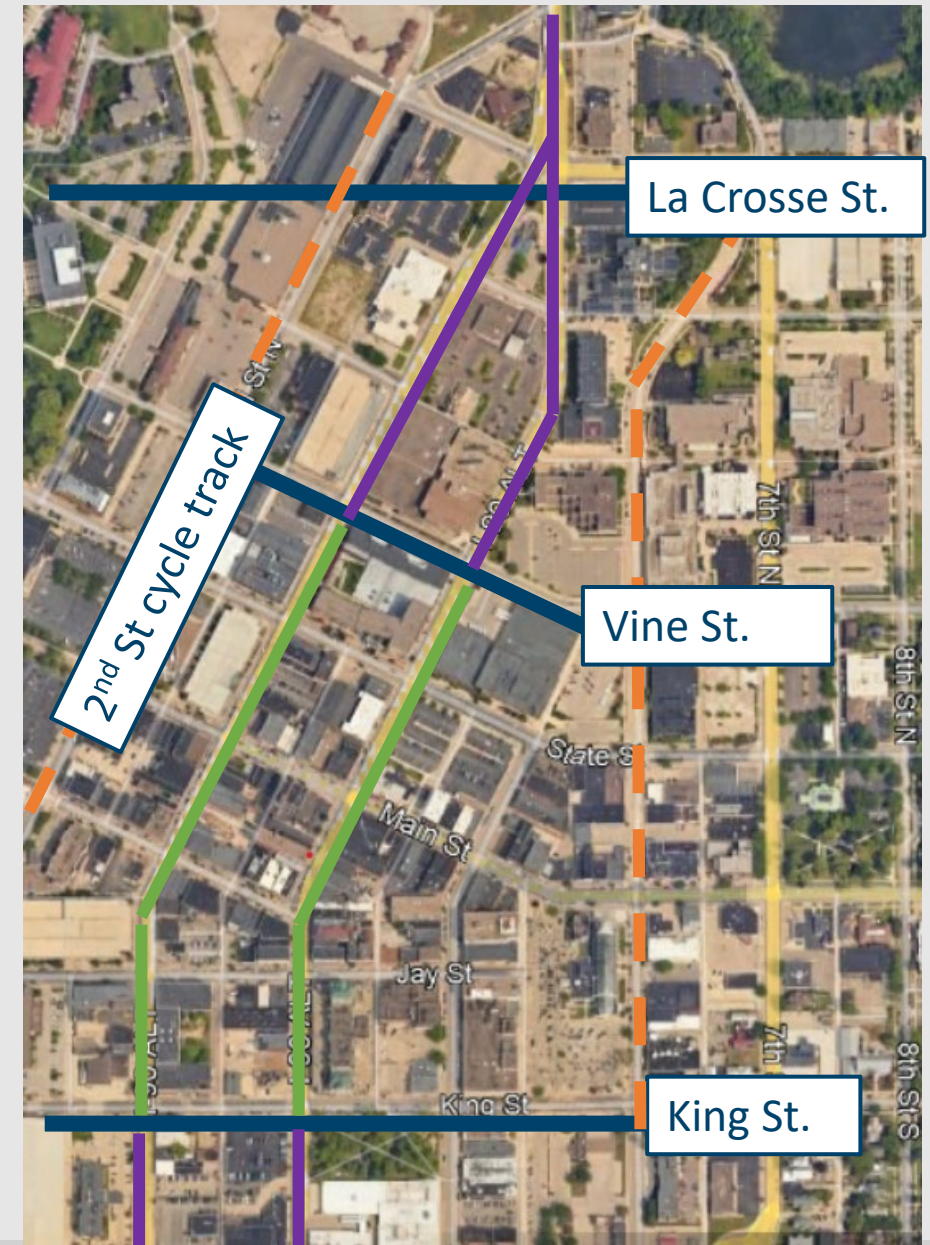 La Crosse St.
St N
2nd St cycle track
7th St N
Vine St.
8th St N
State S
Main St
Jay St
7th
King St
King St.
8th St S